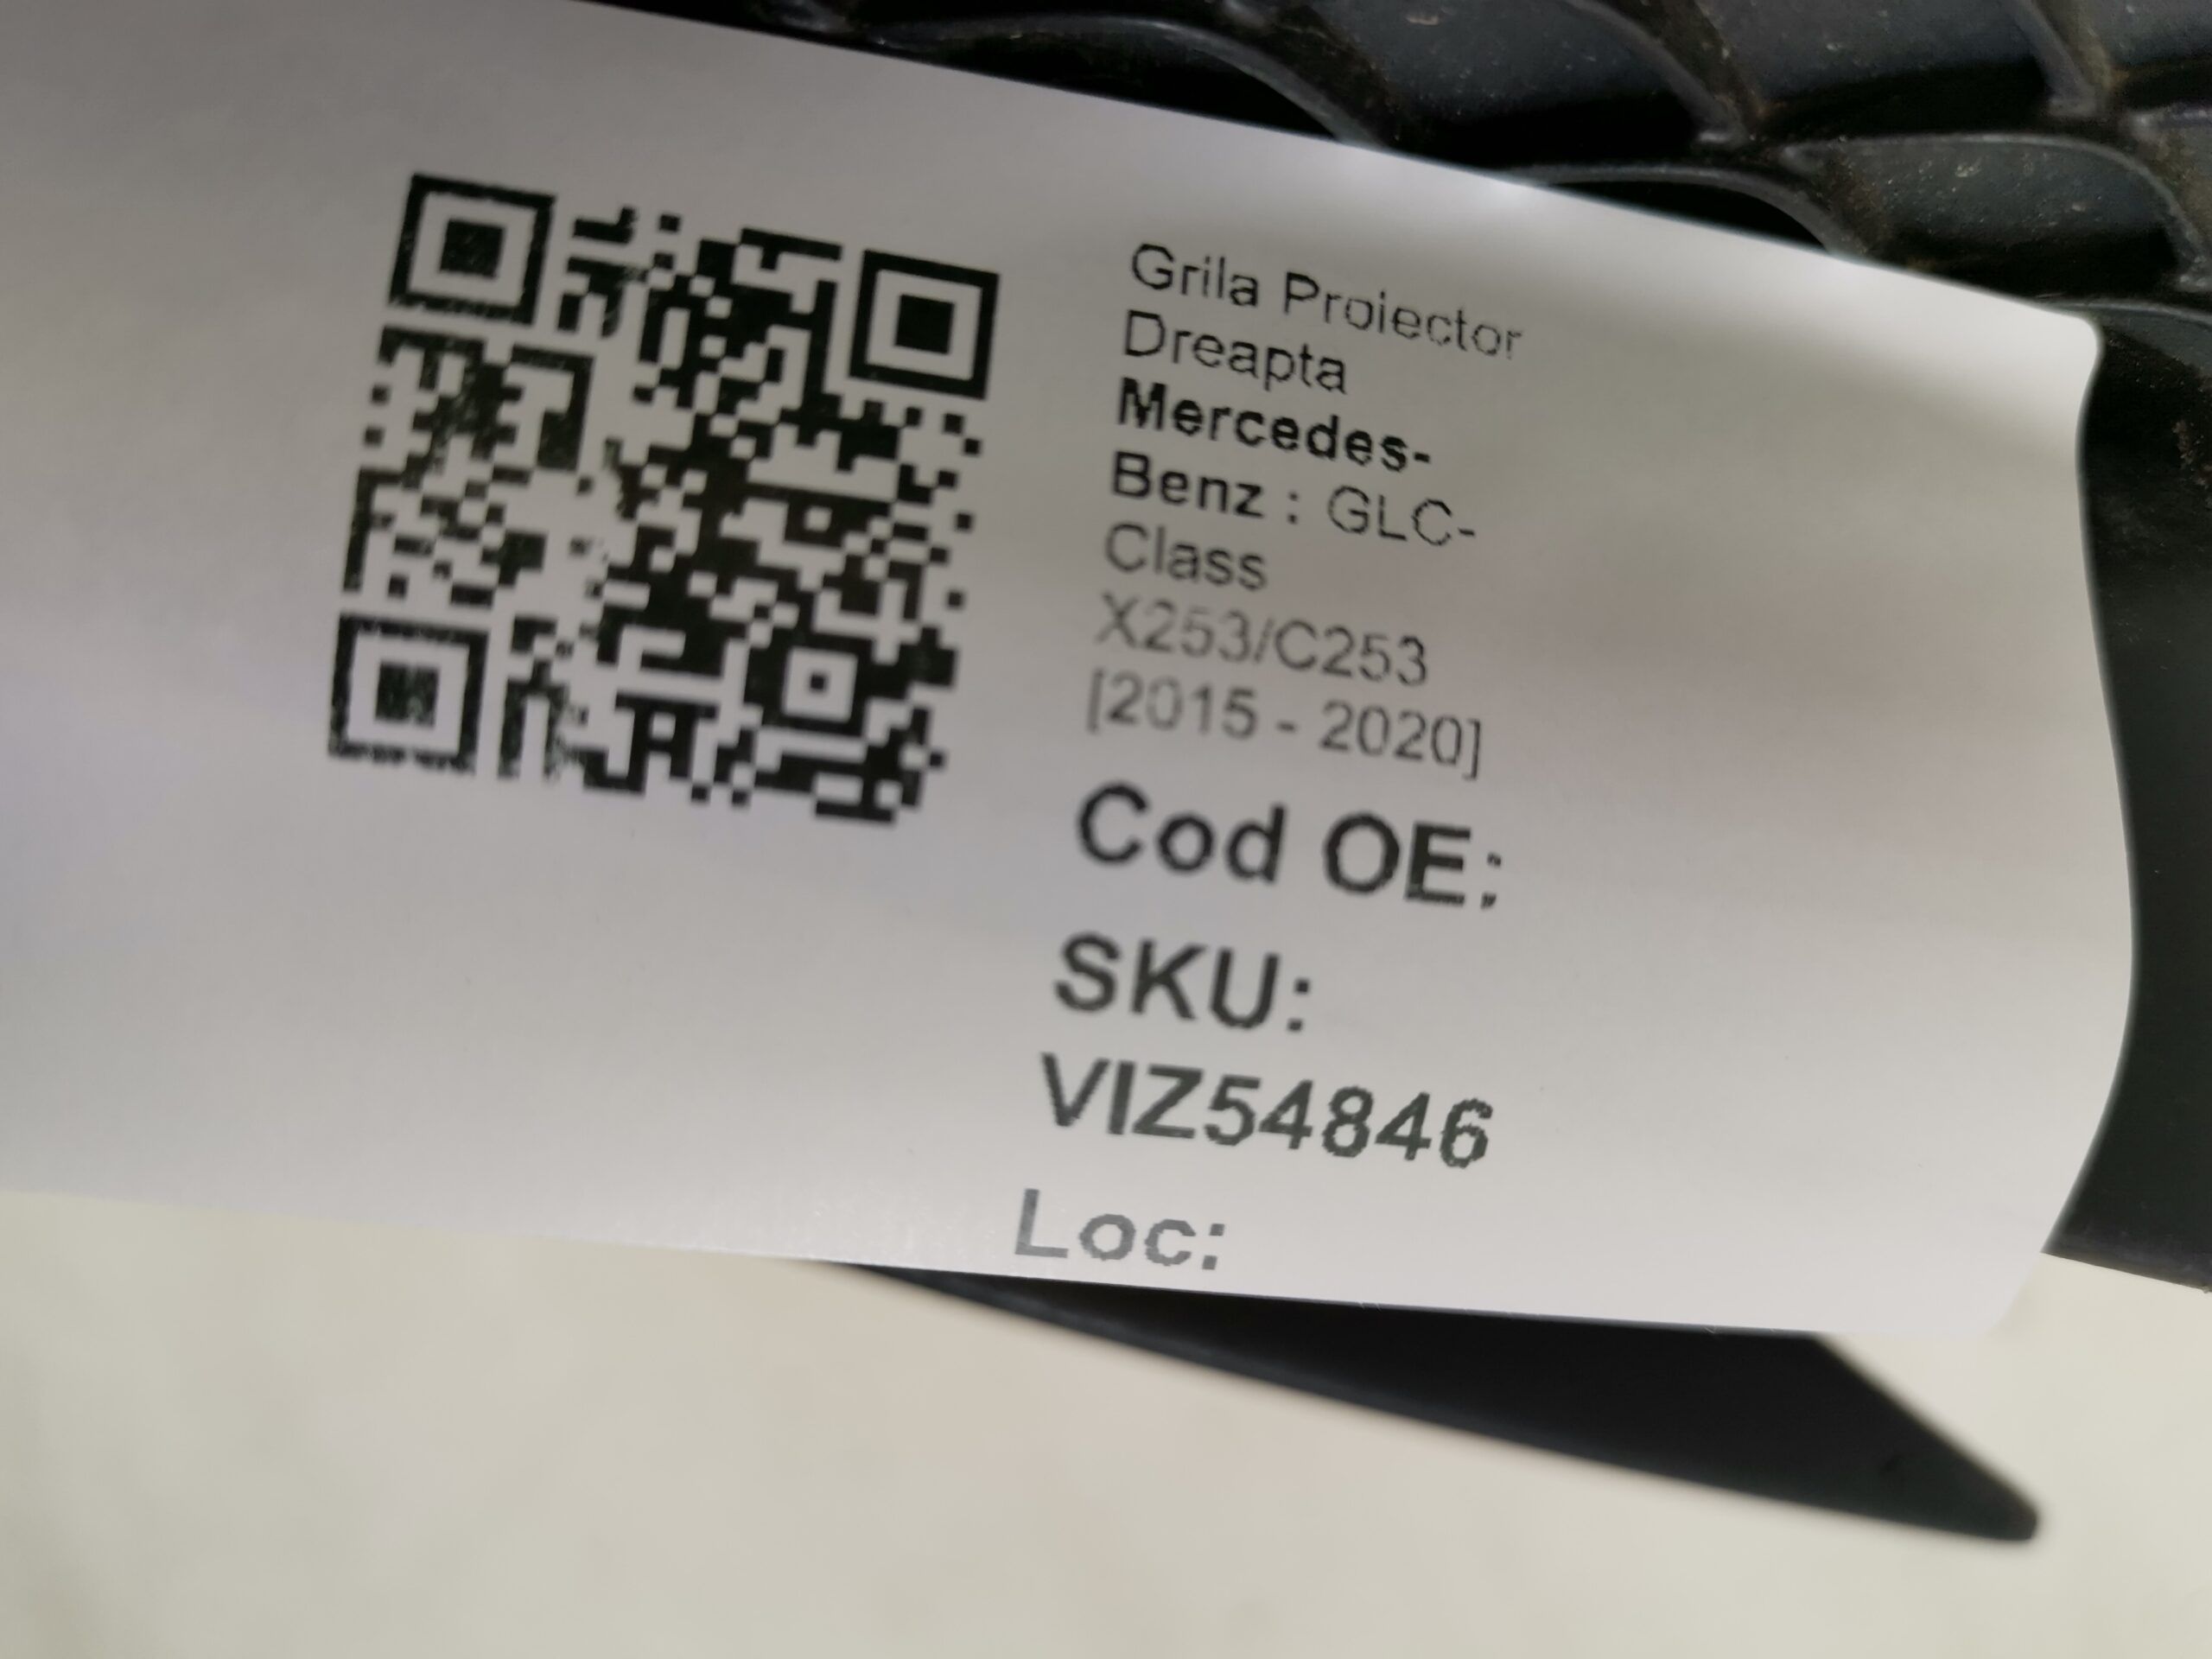 Grila Proiector
Dreapta
Mercedes-
Benz : GLC-
Class
X253/C253
[2015 - 2020]
Cod OE:
SKU:
VIZ54846
Loc: